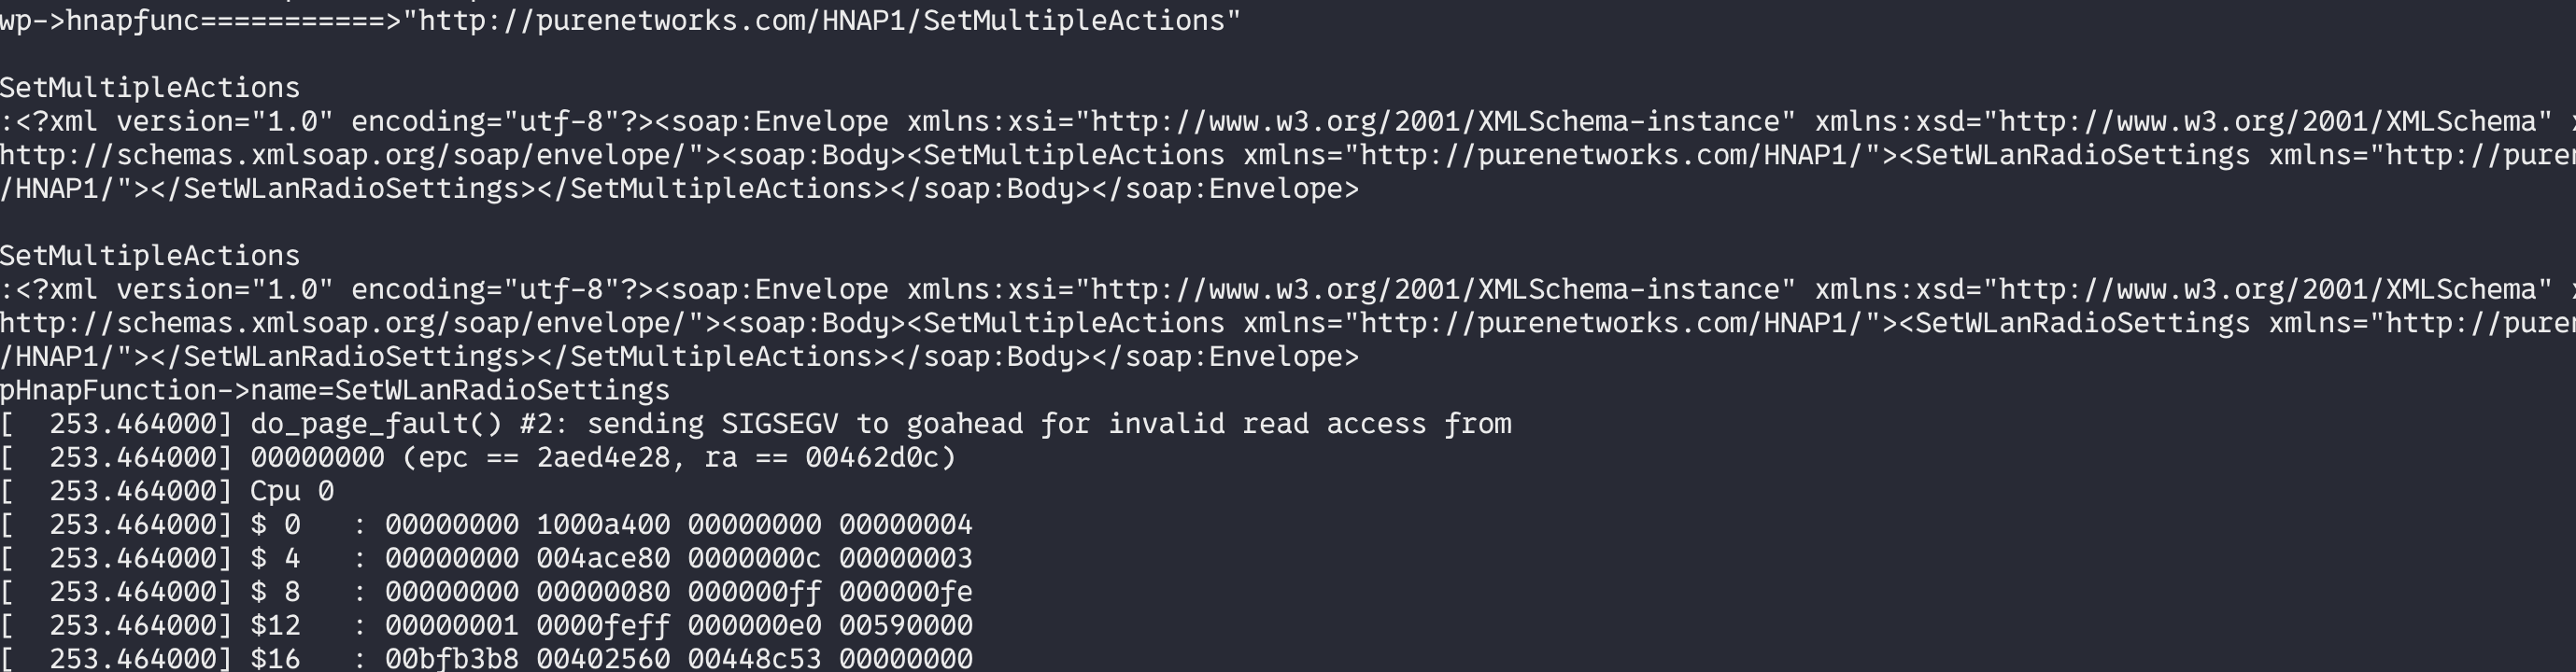 wp->hnapfunc===========>"http://purenetworks.com/HNAP1/SetMultipleActions"
SetMultipleActions
:<?xml version="1.0" encoding="utf-8"?><soap:Envelope xmlns:xsi="http://www.w3.org/2001/XMLSchema-instance" xmlns:xsd="http://www.w3.org/2001/XMLSchema"
http://schemas.xmlsoap.org/soap/envelope/"><soap:Body><SetMultipleActions xmlns="http://purenetworks.com/HNAP1/"><SetWLanRadioSettings xmlns="http://purer
/HNAP1/"></SetWLanRadioSettings></SetMultipleActions></soap:Body></soap:Envelope>
SetMultipleActions
:<?xml version="1.0" encoding="utf-8"?><soap:Envelope xmlns:xsi="http://www.w3.org/2001/XMLSchema-instance" xmlns:xsd="http://www.w3.org/2001/XMLSchema"
http://schemas.xmlsoap.org/soap/envelope/"><soap:Body><SetMultipleActions xmlns="http://purenetworks.com/HNAP1/"><SetWLanRadioSettings xmlns="http://purer
/HNAP1/"></SetWLanRadioSettings></SetMultipleActions></soap:Body></soap:Envelope>
pHnapFunction->name=SetWLanRadioSettings
[  253.464000] do_page_fault() #2: sending SIGSEGV to goahead for invalid read access from
[  253.464000] 00000000 (epc == 2aed4e28, ra == 00462d0c)
[  253.464000] Cpu 0
[  253.464000] $ 0   : 00000000 1000a400 00000000 00000004
[  253.464000] $ 4   : 00000000 004ace80 0000000c 00000003
[  253.464000] $ 8   : 00000000 00000080 000000ff 000000fe
[  253.464000] $12   : 00000001 0000feff 000000e0 00590000
[  253.464000] $16   : 00bfb3b8 00402560 00448c53 00000000